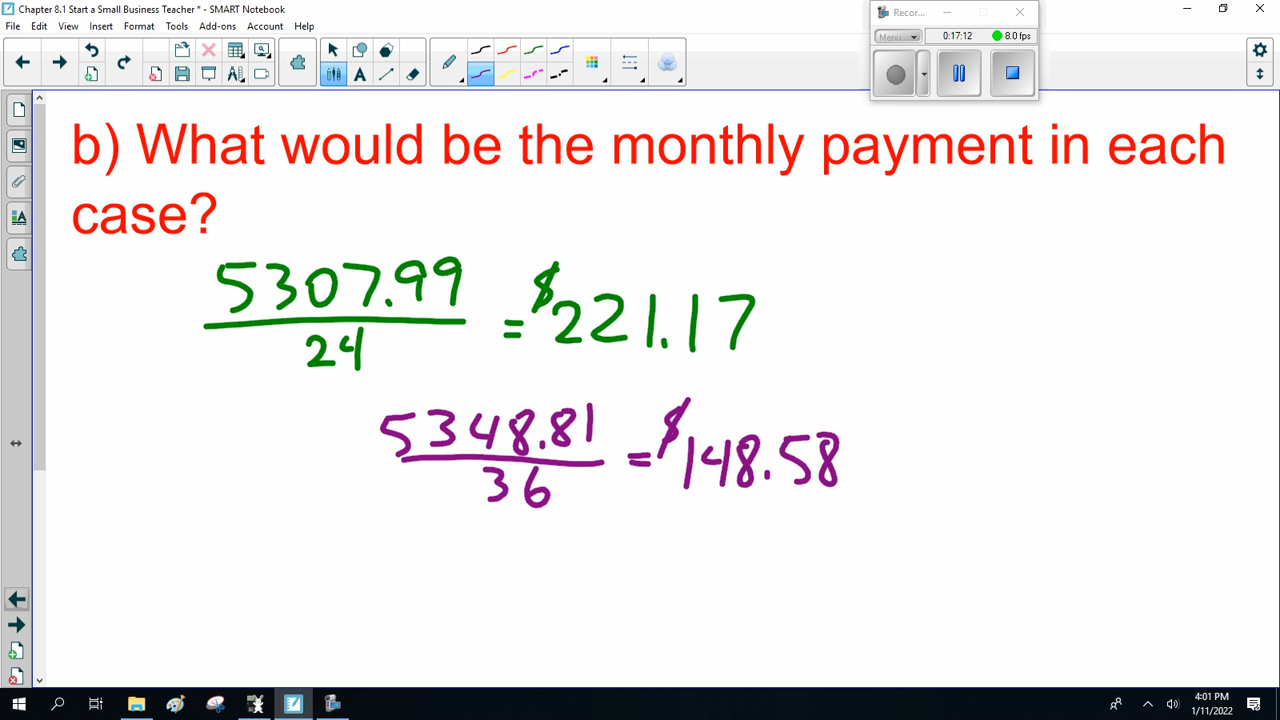 Chapter 8.1 Start a Small Business Teacher * - SMART Notebook
File Edit View Insert Format Tools Add-ons Account Help
Recor...
Menu 0:17:12 8.0 fps
b) What would be the monthly payment in each
case?
5307.99
24
= $221.17
5348.81
36
= $148.58
4:01 PM
1/11/2022